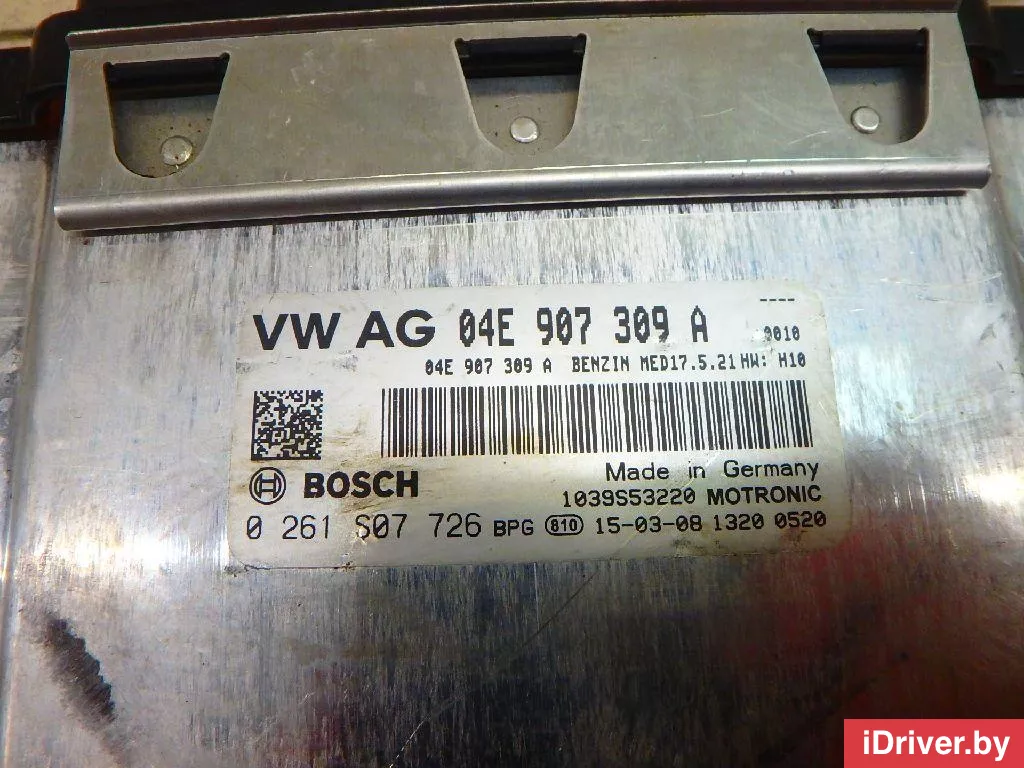 ----
VW AG 04E 907 309 A 0010
04E 907 309 A BENZIN MED17.5.21 HW: H10
BOSCH
Made in Germany
1039S53220 MOTRONIC
0 261 S07 726 BPG 810 15-03-08 1320 0520
iDriver.by